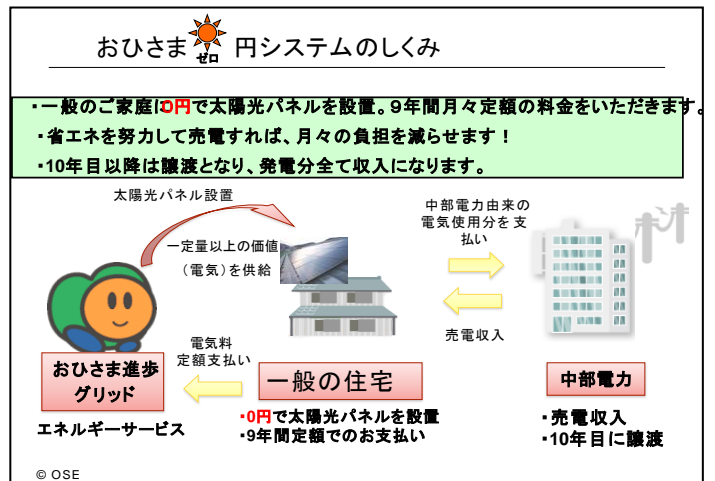 おひさま ゼロ 円システムのしくみ
・一般のご家庭に0円で太陽光パネルを設置。9年間月々定額の料金をいただきます。
・省エネを努力して売電すれば、月々の負担を減らせます！
・10年目以降は譲渡となり、発電分全て収入になります。
太陽光パネル設置
一定量以上の価値
（電気）を供給
中部電力由来の
電気使用分を支
払い
売電収入
電気料
定額支払い
おひさま進歩
グリッド
エネルギーサービス
一般の住宅
・0円で太陽光パネルを設置
・9年間定額でのお支払い
中部電力
・売電収入
・10年目に譲渡
© OSE